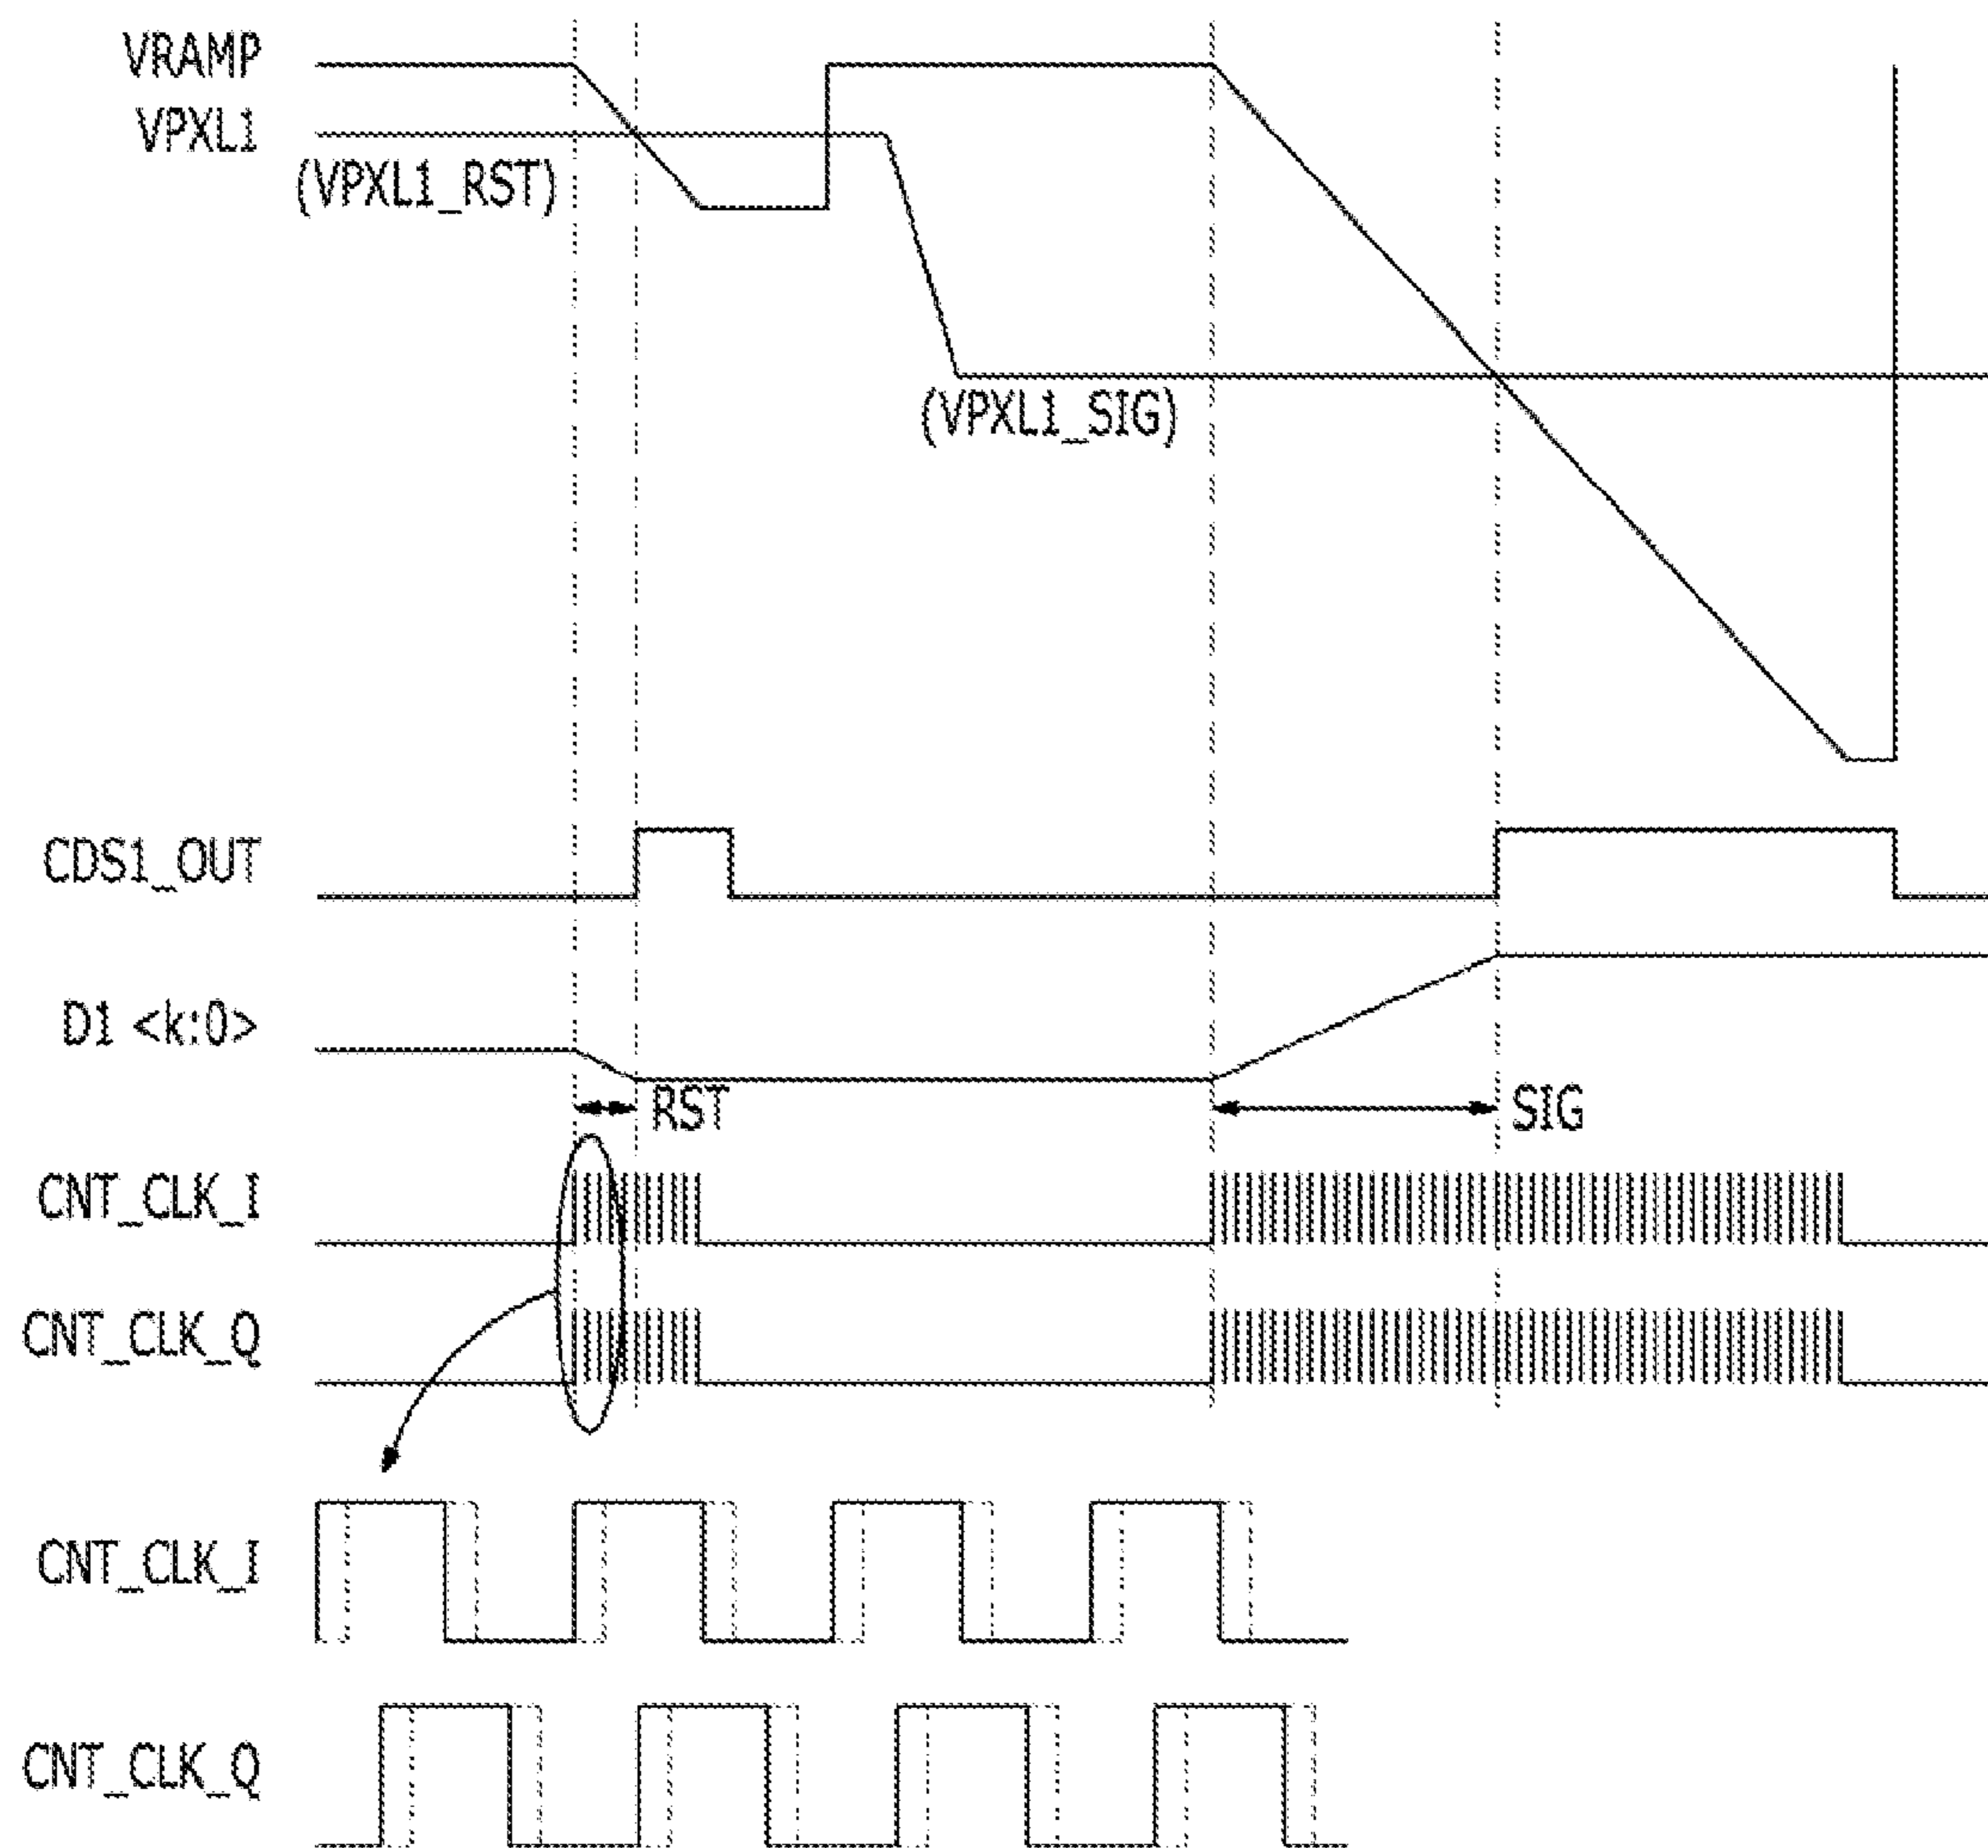 VRAMP
VPXL1
(VPXL1_RST)
(VPXL1_SIG)
CDS1_OUT
D1 <k:0>
RST
SIG
CNT_CLK_I
CNT_CLK_Q
CNT_CLK_I
CNT_CLK_Q